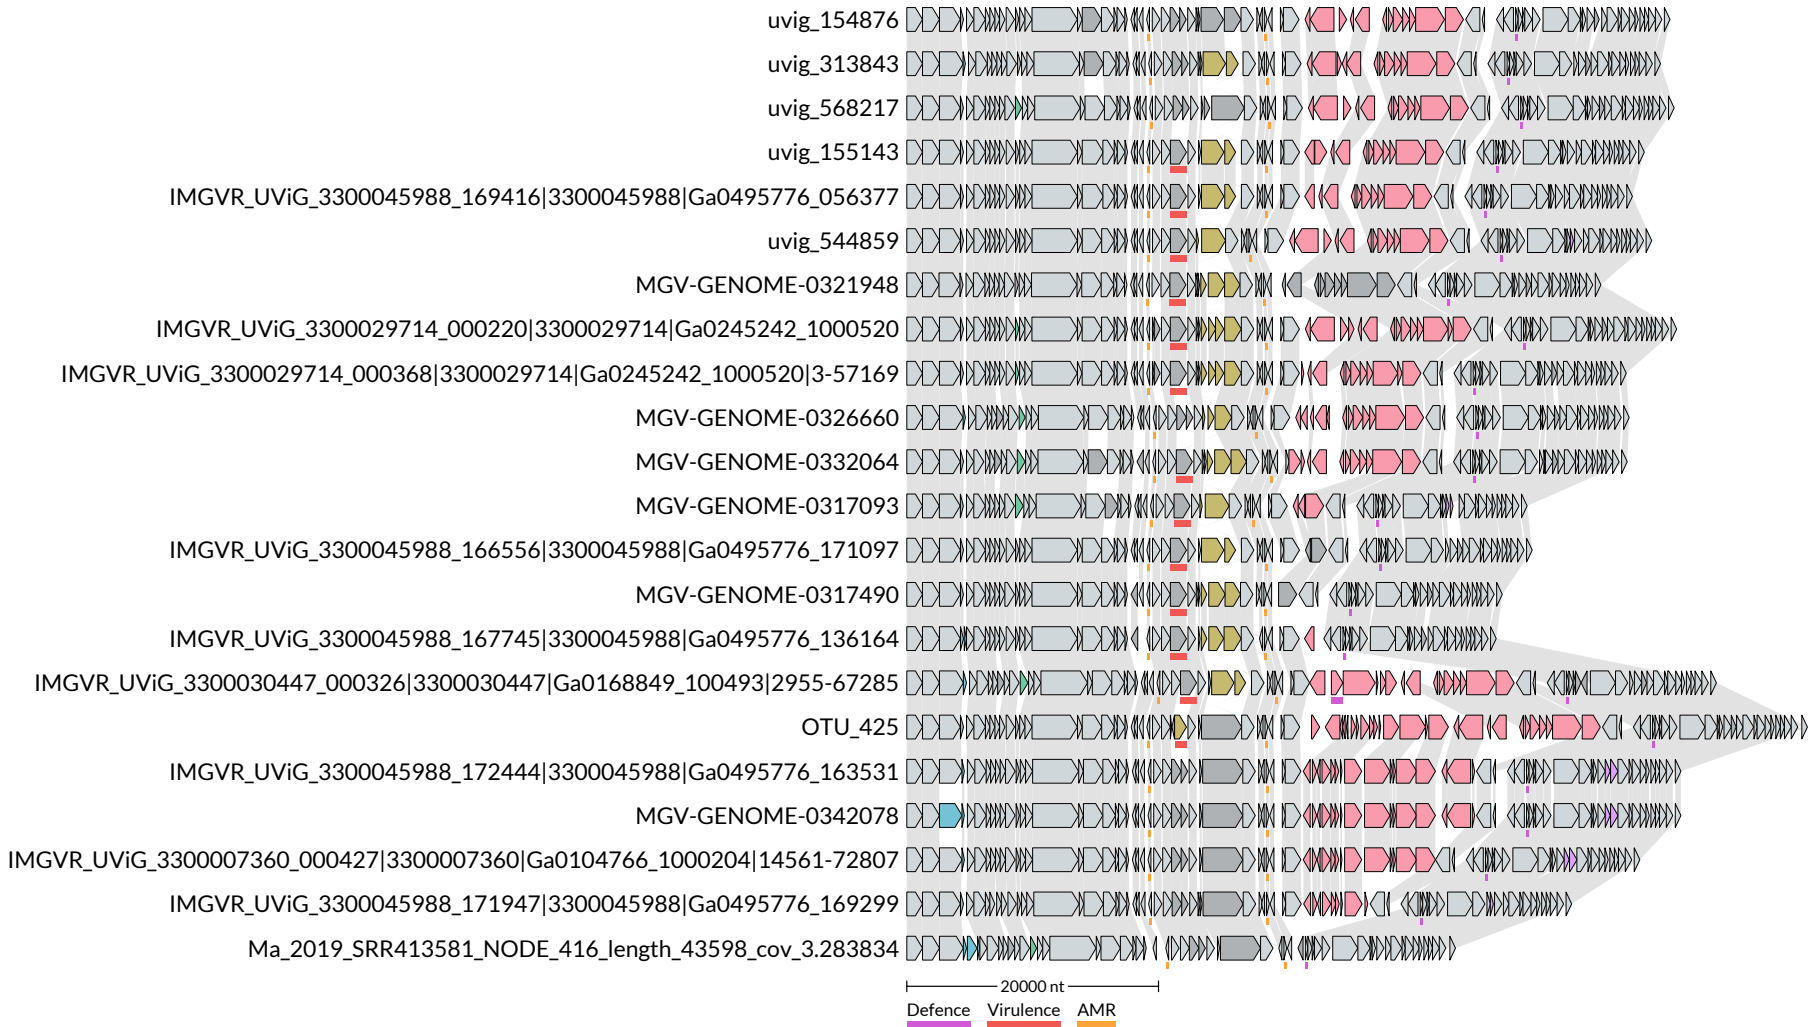 uvig_154876
uvig_313843
uvig_568217
uvig_155143
IMGVR_UViG_3300045988_169416|3300045988|Ga0495776_056377
uvig_544859
MGV-GENOME-0321948
IMGVR_UViG_3300029714_000220|3300029714|Ga0245242_1000520
IMGVR_UViG_3300029714_000368|3300029714|Ga0245242_1000520|3-57169
MGV-GENOME-0326660
MGV-GENOME-0332064
MGV-GENOME-0317093
IMGVR_UViG_3300045988_166556|3300045988|Ga0495776_171097
MGV-GENOME-0317490
IMGVR_UViG_3300045988_167745|3300045988|Ga0495776_136164
IMGVR_UViG_3300030447_000326|3300030447|Ga0168849_100493|2955-67285
OTU_425
IMGVR_UViG_3300045988_172444|3300045988|Ga0495776_163531
MGV-GENOME-0342078
IMGVR_UViG_3300007360_000427|3300007360|Ga0104766_1000204|14561-72807
IMGVR_UViG_3300045988_171947|3300045988|Ga0495776_169299
Ma_2019_SRR413581_NODE_416_length_43598_cov_3.283834
20000 nt
Defence Virulence AMR